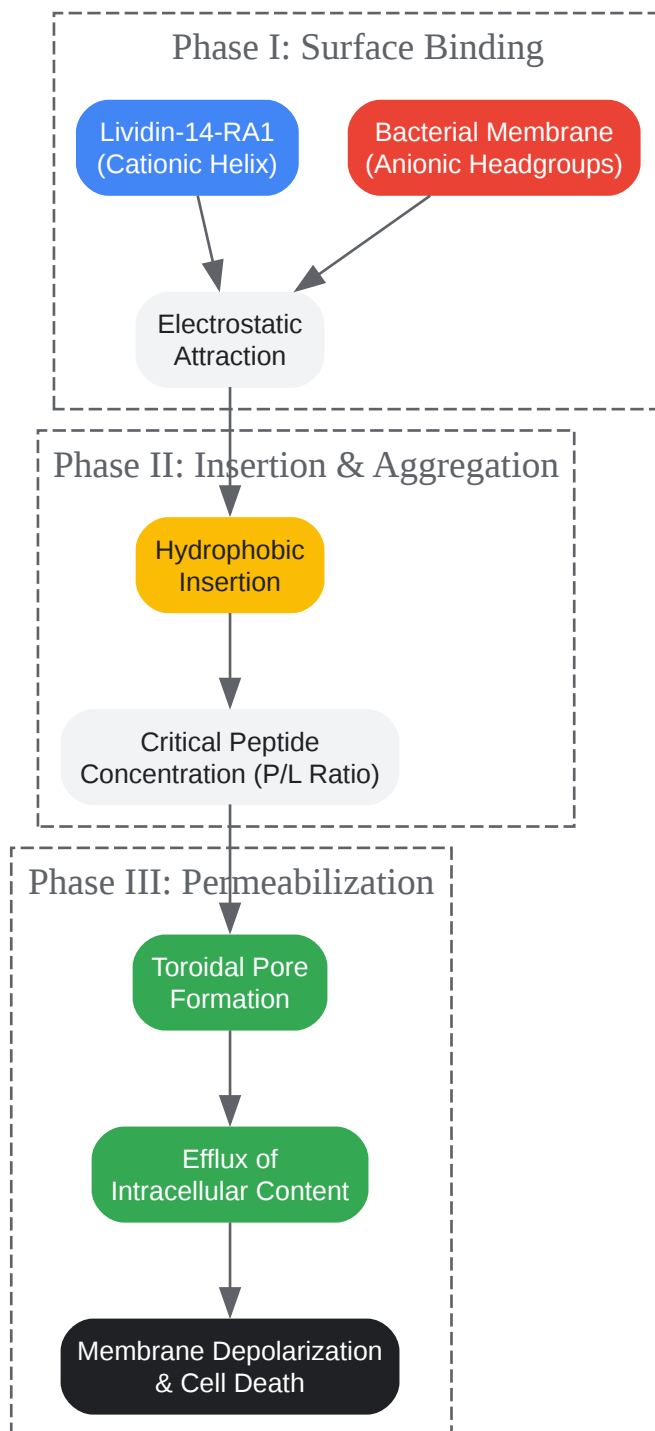 Phase I: Surface Binding
Lividin-14-RA1
(Cationic Helix)
Bacterial Membrane
(Anionic Headgroups)
Electrostatic
Attraction
Phase II: Insertion & Aggregation
Hydrophobic
Insertion
Critical Peptide
Concentration (P/L Ratio)
Phase III: Permeabilization
Toroidal Pore
Formation
Efflux of
Intracellular Content
Membrane Depolarization
& Cell Death